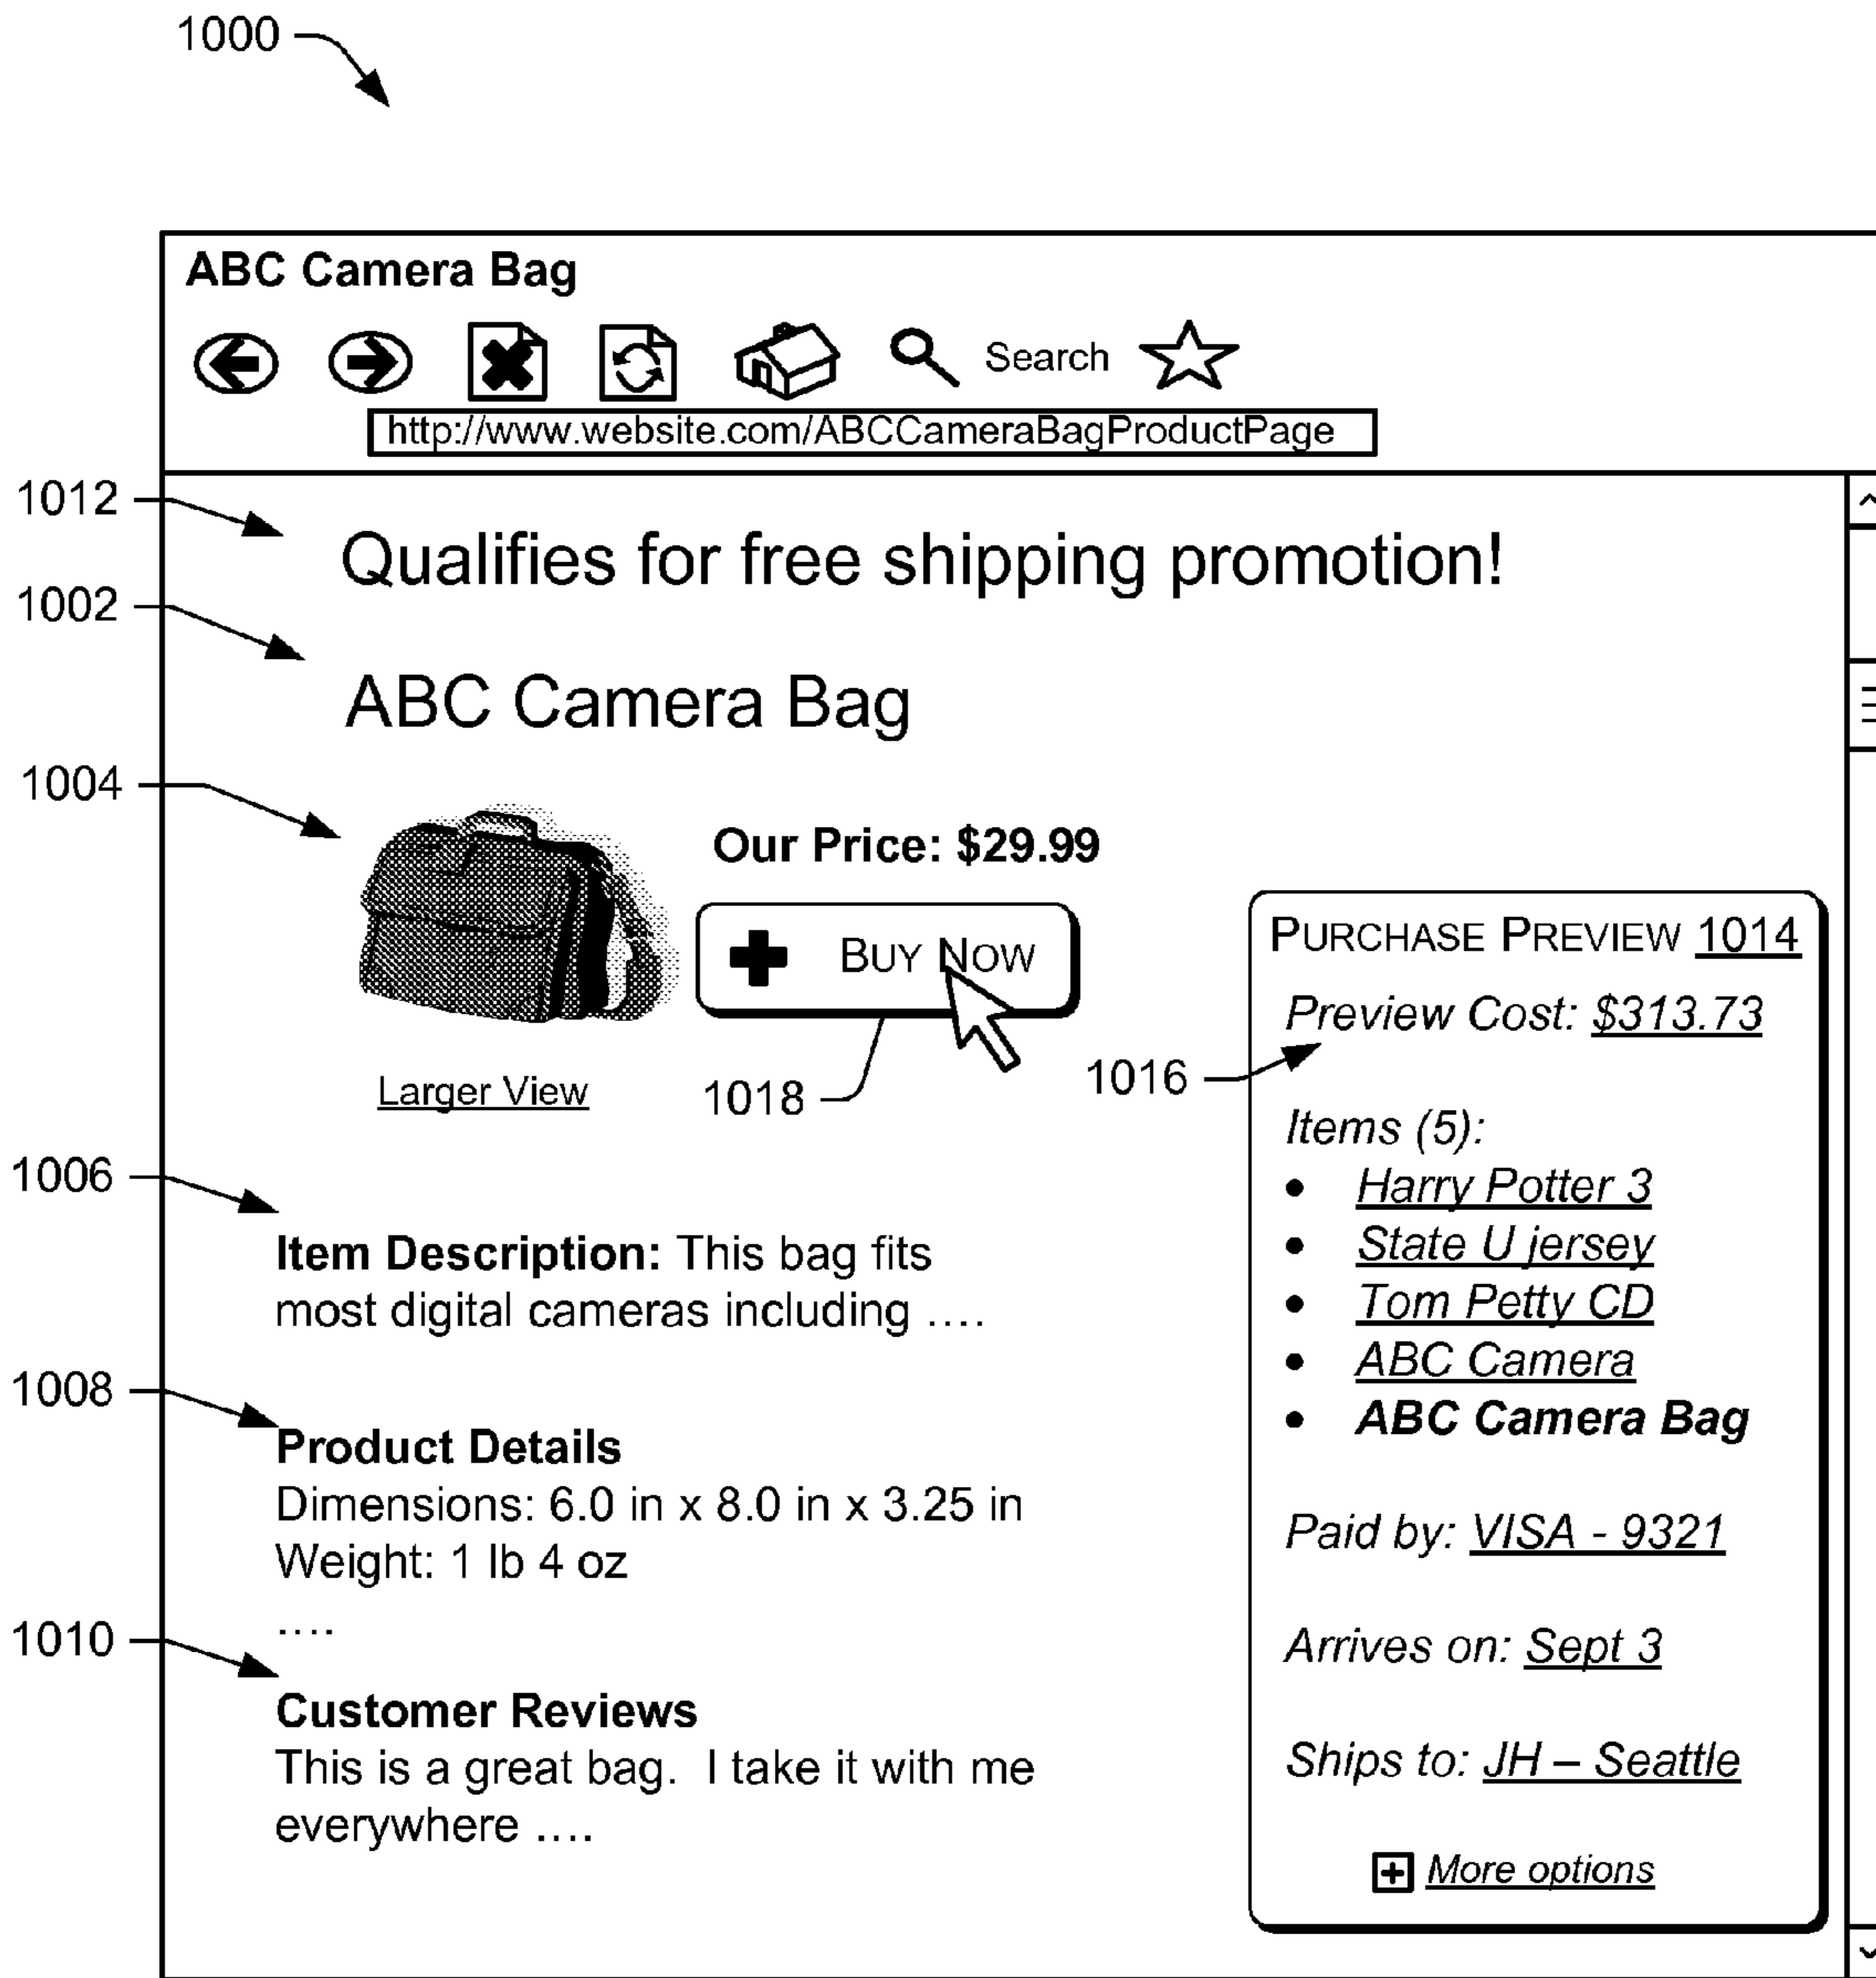 1000
ABC Camera Bag
Search
http://www.website.com/ABCCameraBagProductPage
1012
Qualifies for free shipping promotion!
1002
ABC Camera Bag
1004
Our Price: $29.99
BUY NOW
Larger View
1018
1006
Item Description: This bag fits
most digital cameras including ....
1008
Product Details
Dimensions: 6.0 in x 8.0 in x 3.25 in
Weight: 1 lb 4 oz
....
1010
Customer Reviews
This is a great bag.  I take it with me
everywhere ....
PURCHASE PREVIEW 1014
Preview Cost: $313.73
1016
Items (5):
• Harry Potter 3
• State U jersey
• Tom Petty CD
• ABC Camera
• ABC Camera Bag
Paid by: VISA - 9321
Arrives on: Sept 3
Ships to: JH – Seattle
More options